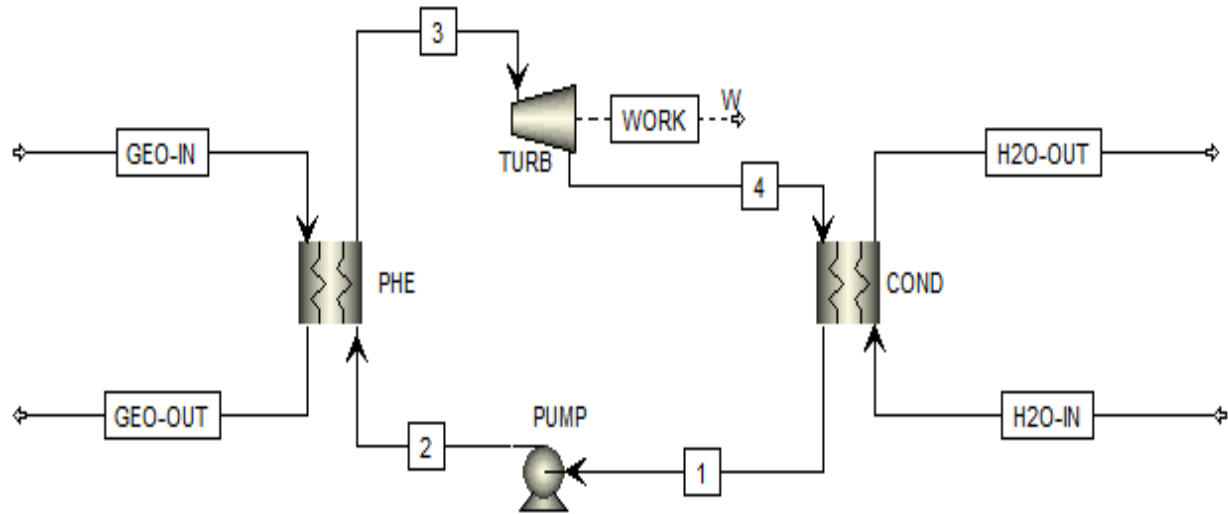 3
W
WORK
GEO-IN
TURB
H2O-OUT
4
PHE
COND
GEO-OUT
PUMP
H2O-IN
2
1